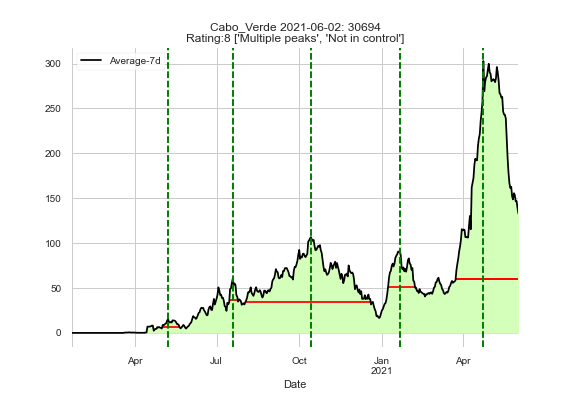 Cabo_Verde 2021-06-02: 30694
Rating:8 ['Multiple peaks', 'Not in control']
Average-7d
300
250
200
150
100
50
0
Apr
Jul
Oct
Jan
2021
Apr
Date